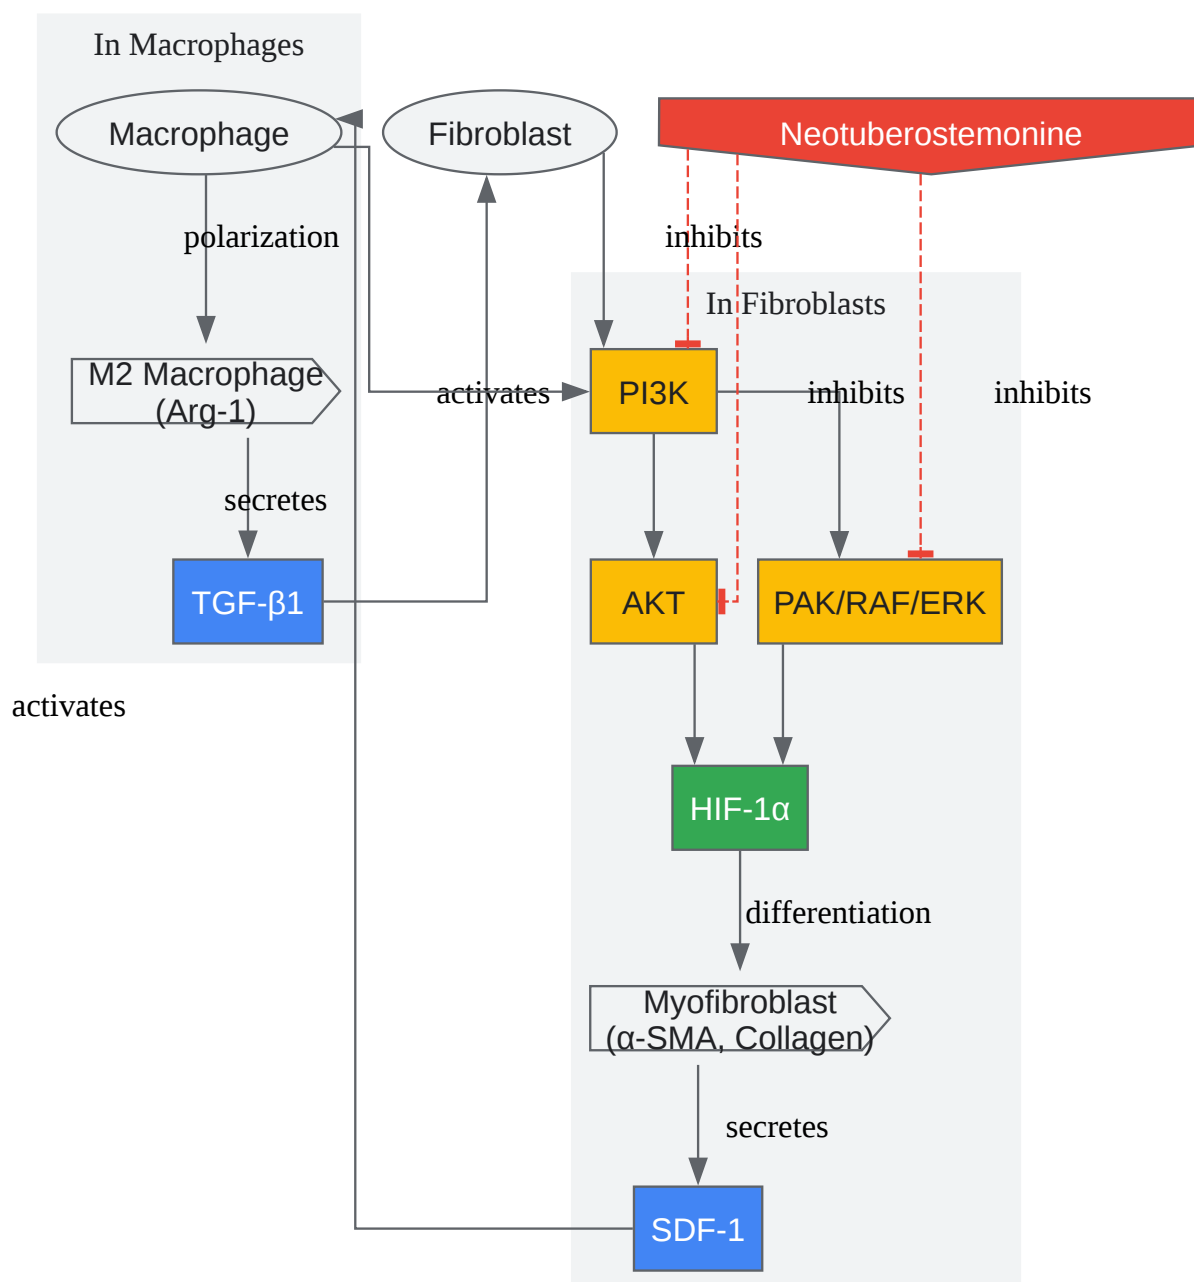 In Macrophages
Macrophage
Fibroblast
Neotuberostemonine
polarization
inhibits
In Fibroblasts
M2 Macrophage
(Arg-1)
activates
PI3K
inhibits
inhibits
secretes
TGF-β1
AKT
PAK/RAF/ERK
activates
HIF-1α
differentiation
Myofibroblast
(α-SMA, Collagen)
secretes
SDF-1